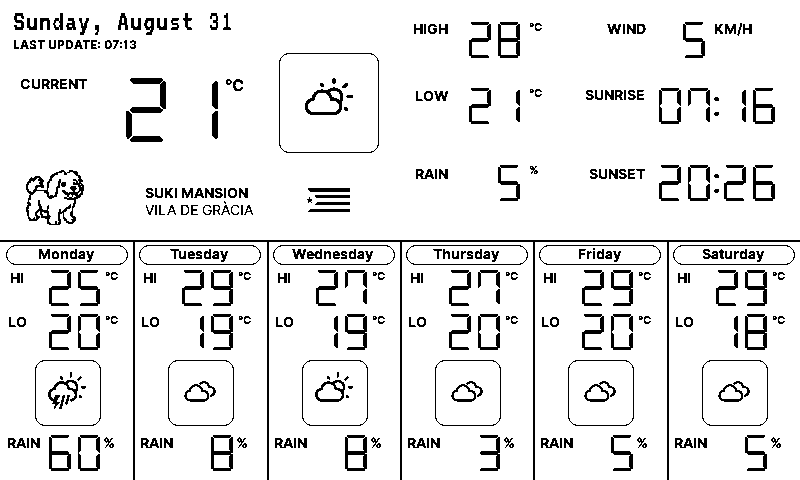 Sunday, August 31
LAST UPDATE: 07:13
CURRENT 21 °C
SUKI MANSION
VILA DE GRÀCIA
HIGH 28 °C
LOW 21 °C
RAIN 5 %
WIND 5 KM/H
SUNRISE 07:16
SUNSET 20:26
Monday
HI 25 °C
LO 20 °C
RAIN 60 %
Tuesday
HI 29 °C
LO 19 °C
RAIN 8 %
Wednesday
HI 27 °C
LO 19 °C
RAIN 8 %
Thursday
HI 27 °C
LO 20 °C
RAIN 3 %
Friday
HI 29 °C
LO 20 °C
RAIN 5 %
Saturday
HI 29 °C
LO 18 °C
RAIN 5 %